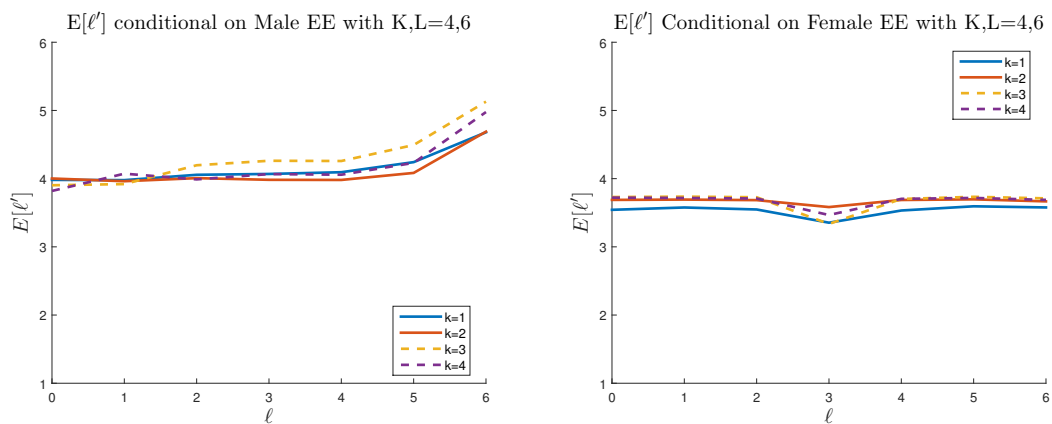 E[ℓ′] conditional on Male EE with K,L=4,6
6
5
4
3
2
1
E[ℓ′]
0 1 2 3 4 5 6
ℓ
k=1
k=2
k=3
k=4
E[ℓ′] Conditional on Female EE with K,L=4,6
6
5
4
3
2
1
E[ℓ′]
0 1 2 3 4 5 6
ℓ
k=1
k=2
k=3
k=4